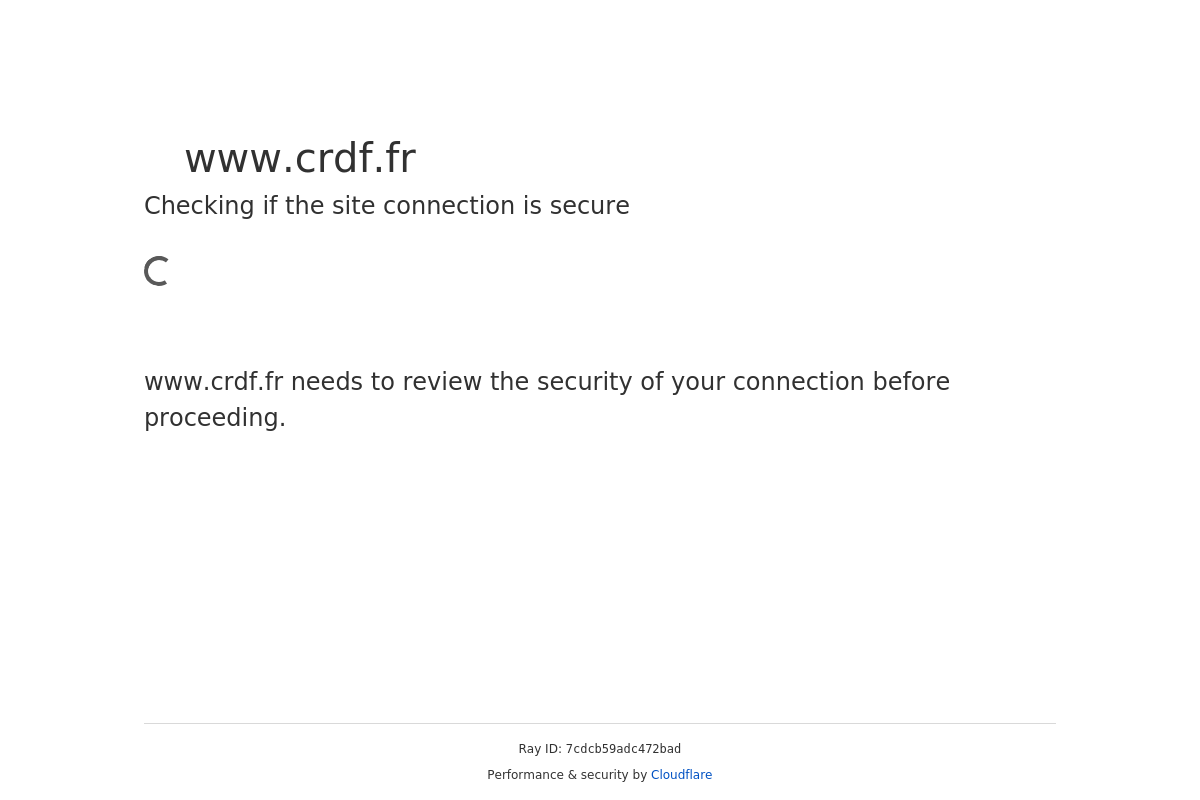 www.crdf.fr
Checking if the site connection is secure
www.crdf.fr needs to review the security of your connection before
proceeding.
Ray ID: 7cdcb59adc472bad
Performance & security by Cloudflare